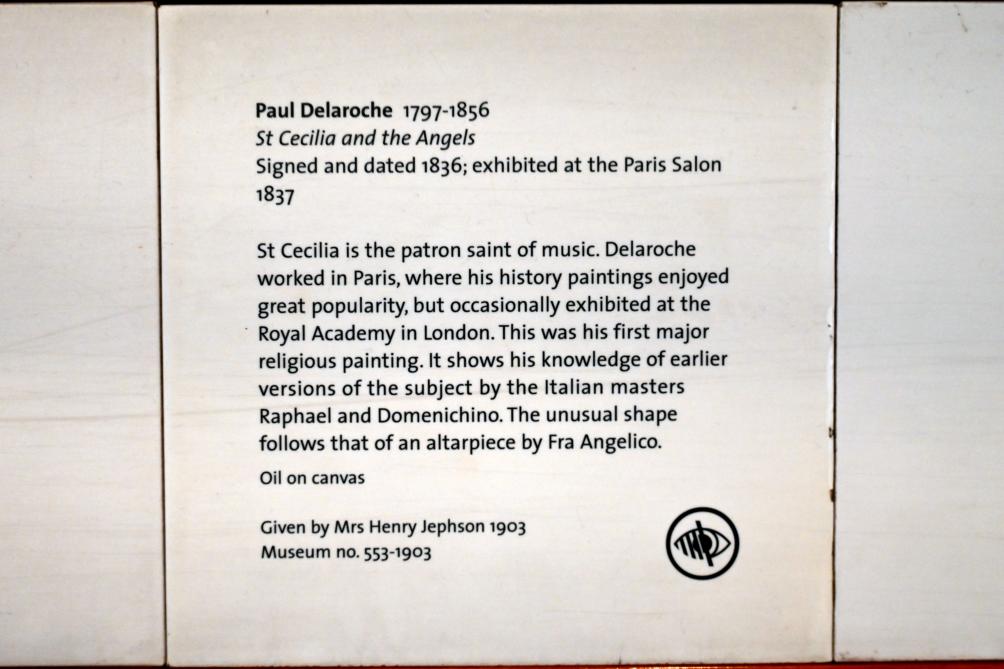 Paul Delaroche 1797-1856
St Cecilia and the Angels
Signed and dated 1836; exhibited at the Paris Salon
1837
St Cecilia is the patron saint of music. Delaroche
worked in Paris, where his history paintings enjoyed
great popularity, but occasionally exhibited at the
Royal Academy in London. This was his first major
religious painting. It shows his knowledge of earlier
versions of the subject by the Italian masters
Raphael and Domenichino. The unusual shape
follows that of an altarpiece by Fra Angelico.
Oil on canvas
Given by Mrs Henry Jephson 1903
Museum no. 553-1903